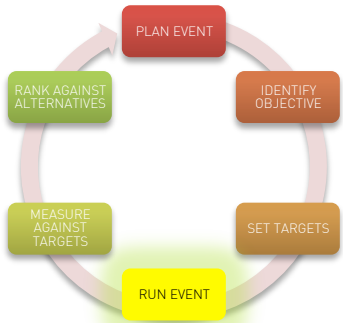 PLAN EVENT
IDENTIFY
OBJECTIVE
SET TARGETS
RUN EVENT
MEASURE
AGAINST
TARGETS
RANK AGAINST
ALTERNATIVES